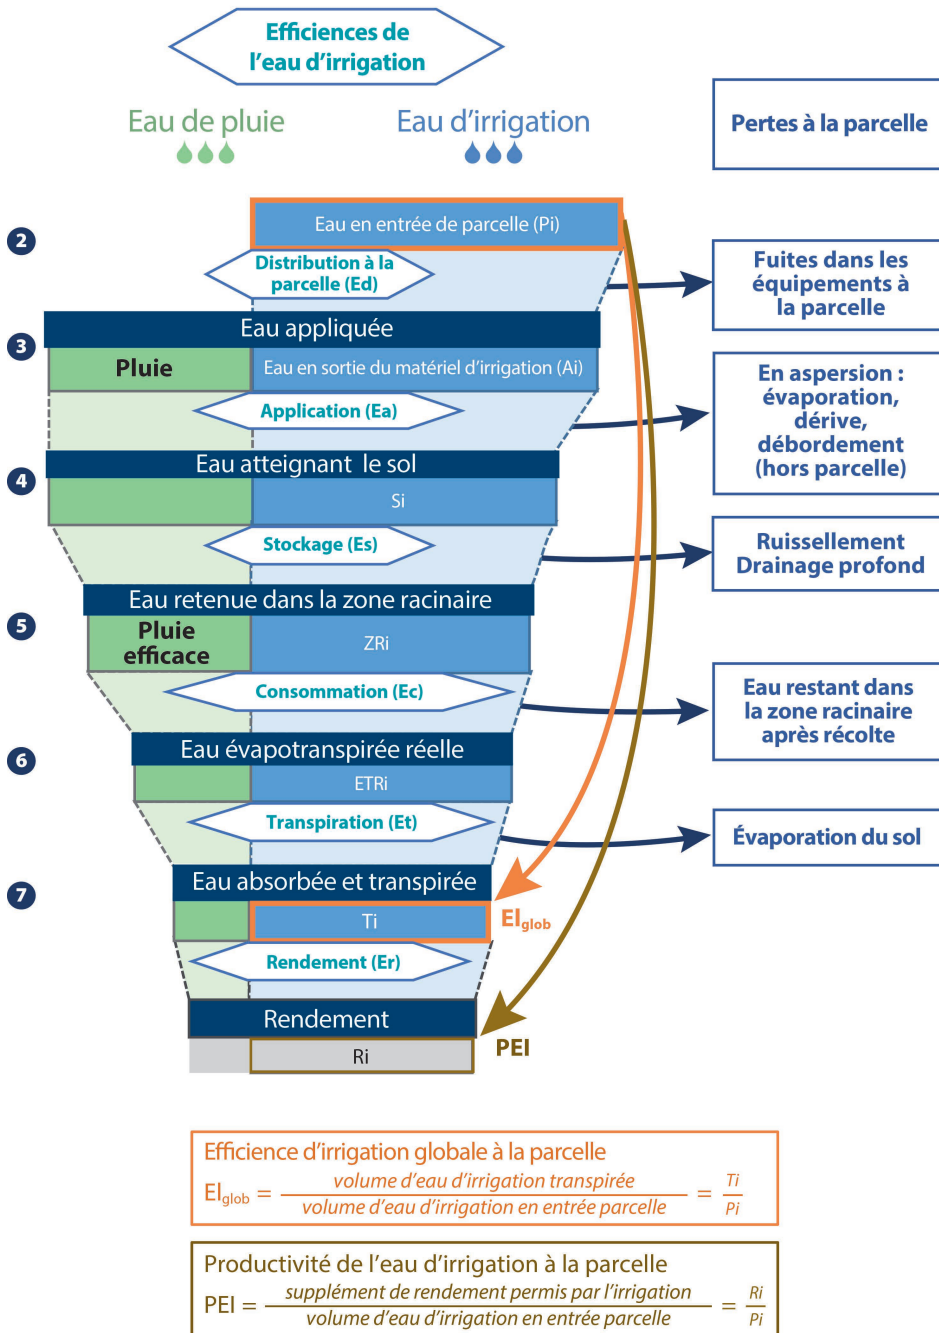 Efficiences de
l'eau d'irrigation
Eau de pluie
Eau d'irrigation
Pertes à la parcelle
2
Eau en entrée de parcelle (Pi)
Distribution à la
parcelle (Ed)
Fuites dans les
équipements à
la parcelle
3
Eau appliquée
Pluie
Eau en sortie du matériel d'irrigation (Ai)
Application (Ea)
En aspersion :
évaporation,
dérive,
débordement
(hors parcelle)
4
Eau atteignant le sol
Si
Stockage (Es)
Ruissellement
Drainage profond
5
Eau retenue dans la zone racinaire
Pluie
efficace
ZRi
Consommation (Ec)
Eau restant dans
la zone racinaire
après récolte
6
Eau évapotranspirée réelle
ETRi
Transpiration (Et)
Évaporation du sol
7
Eau absorbée et transpirée
Ti
EIglob
Rendement (Er)
Rendement
PEI
Ri
Efficience d'irrigation globale à la parcelle
EIglob = volume d'eau d'irrigation transpirée / volume d'eau d'irrigation en entrée parcelle = Ti / Pi
Productivité de l'eau d'irrigation à la parcelle
PEI = supplément de rendement permis par l'irrigation / volume d'eau d'irrigation en entrée parcelle = Ri / Pi